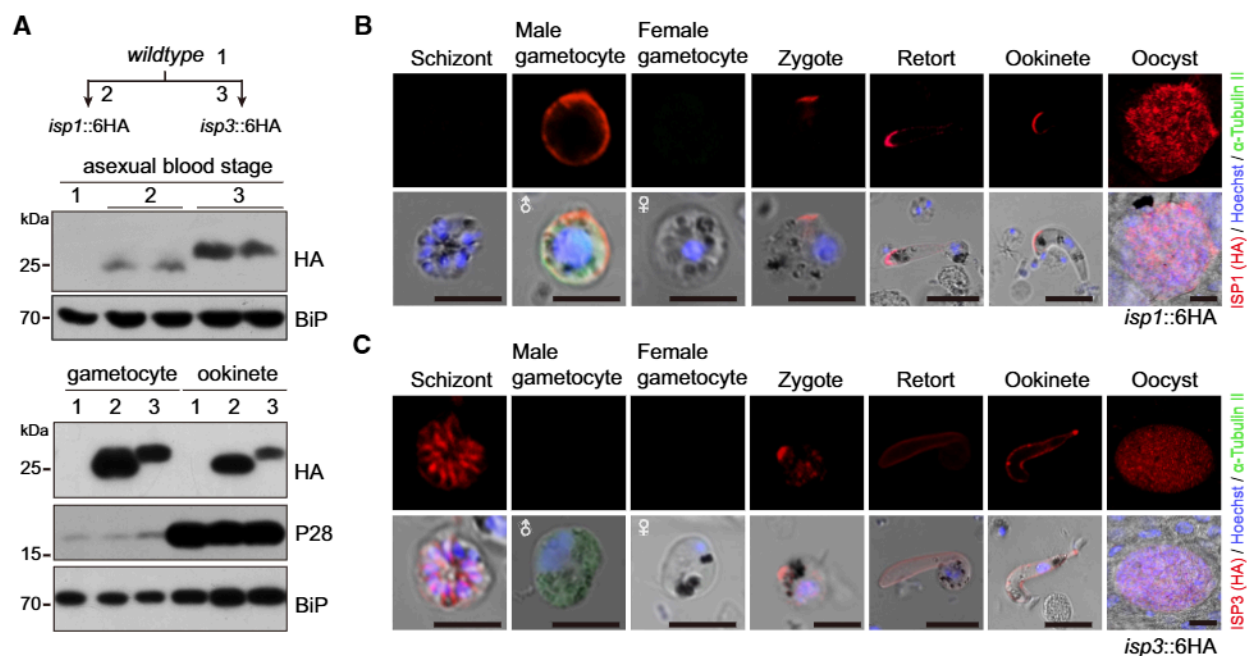 A
wildtype 1
2 3
isp1::6HA isp3::6HA
asexual blood stage
1 2 3
kDa
HA
25-
70- BiP
gametocyte ookinete
1 2 3 1 2 3
kDa
25- HA
P28
15-
70- BiP
B
Schizont Male gametocyte Female gametocyte Zygote Retort Ookinete Oocyst
♂ ♀
ISP1 (HA) / Hoechst / α-Tubulin II
isp1::6HA
C
Schizont Male gametocyte Female gametocyte Zygote Retort Ookinete Oocyst
♂ ♀
ISP3 (HA) / Hoechst / α-Tubulin II
isp3::6HA